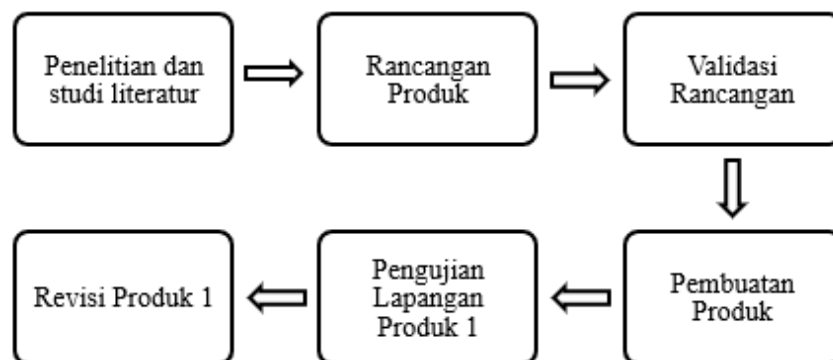 Penelitian dan
studi literatur
Rancangan
Produk
Validasi
Rancangan
Pembuatan
Produk
Pengujian
Lapangan
Produk 1
Revisi Produk 1